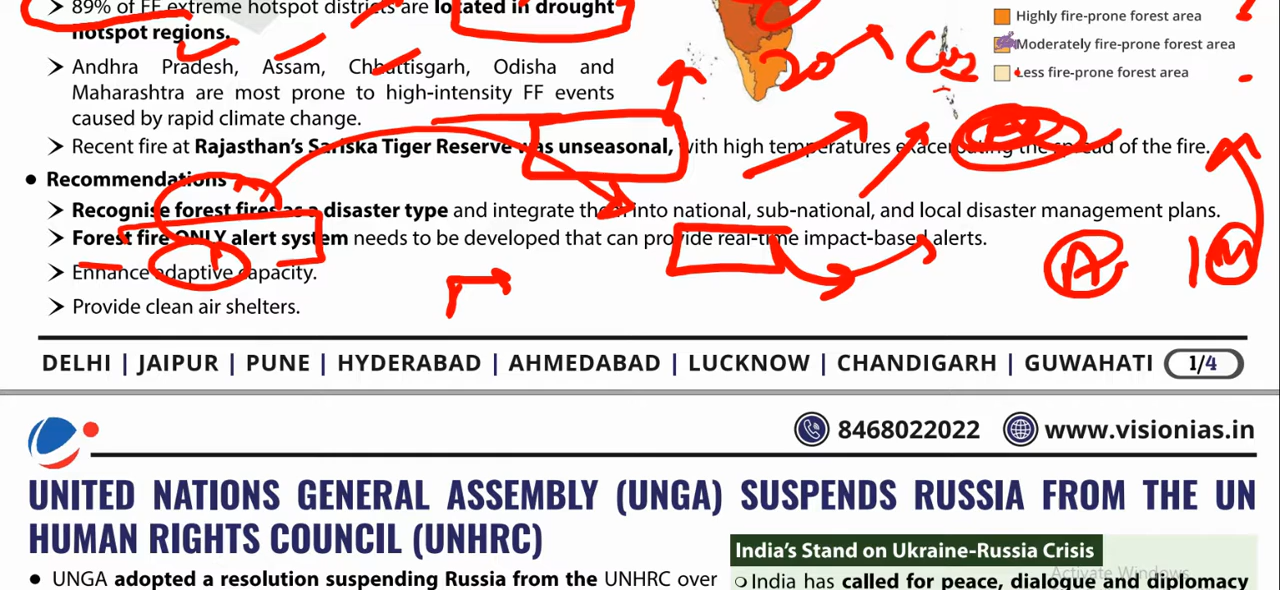 89% of FF extreme hotspot districts are located in drought
hotspot regions.
➤ Andhra Pradesh, Assam, Chhattisgarh, Odisha and
Maharashtra are most prone to high-intensity FF events
caused by rapid climate change.
➤ Recent fire at Rajasthan's Sariska Tiger Reserve was unseasonal, with high temperatures exacerbating the spread of the fire.
● Recommendations
➤ Recognise forest fires as a disaster type and integrate them into national, sub-national, and local disaster management plans.
➤ Forest fire ONLY alert system needs to be developed that can provide real-time impact-based alerts.
➤ Enhance adaptive capacity.
➤ Provide clean air shelters.
Highly fire-prone forest area
Moderately fire-prone forest area
Less fire-prone forest area
20
A
DELHI | JAIPUR | PUNE | HYDERABAD | AHMEDABAD | LUCKNOW | CHANDIGARH | GUWAHATI 1/4
8468022022 www.visionias.in
UNITED NATIONS GENERAL ASSEMBLY (UNGA) SUSPENDS RUSSIA FROM THE UN
HUMAN RIGHTS COUNCIL (UNHRC)
● UNGA adopted a resolution suspending Russia from the UNHRC over
India's Stand on Ukraine-Russia Crisis
○ India has called for peace, dialogue and diplomacy
Activate Windows